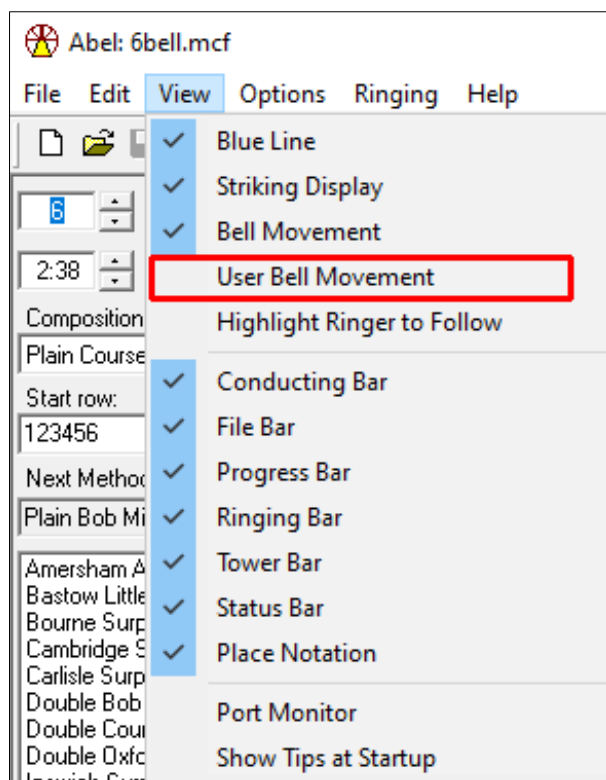 Abel: 6bell.mcf
File Edit View Options Ringing Help
Blue Line
Striking Display
6
Bell Movement
2:38
User Bell Movement
Composition
Highlight Ringer to Follow
Plain Course
Start row:
Conducting Bar
123456
File Bar
Next Method
Progress Bar
Plain Bob Mi
Ringing Bar
Amersham A
Tower Bar
Bastow Little
Bourne Surp
Status Bar
Cambridge S
Place Notation
Carlisle Surp
Double Bob
Port Monitor
Double Cour
Double Oxfo
Show Tips at Startup